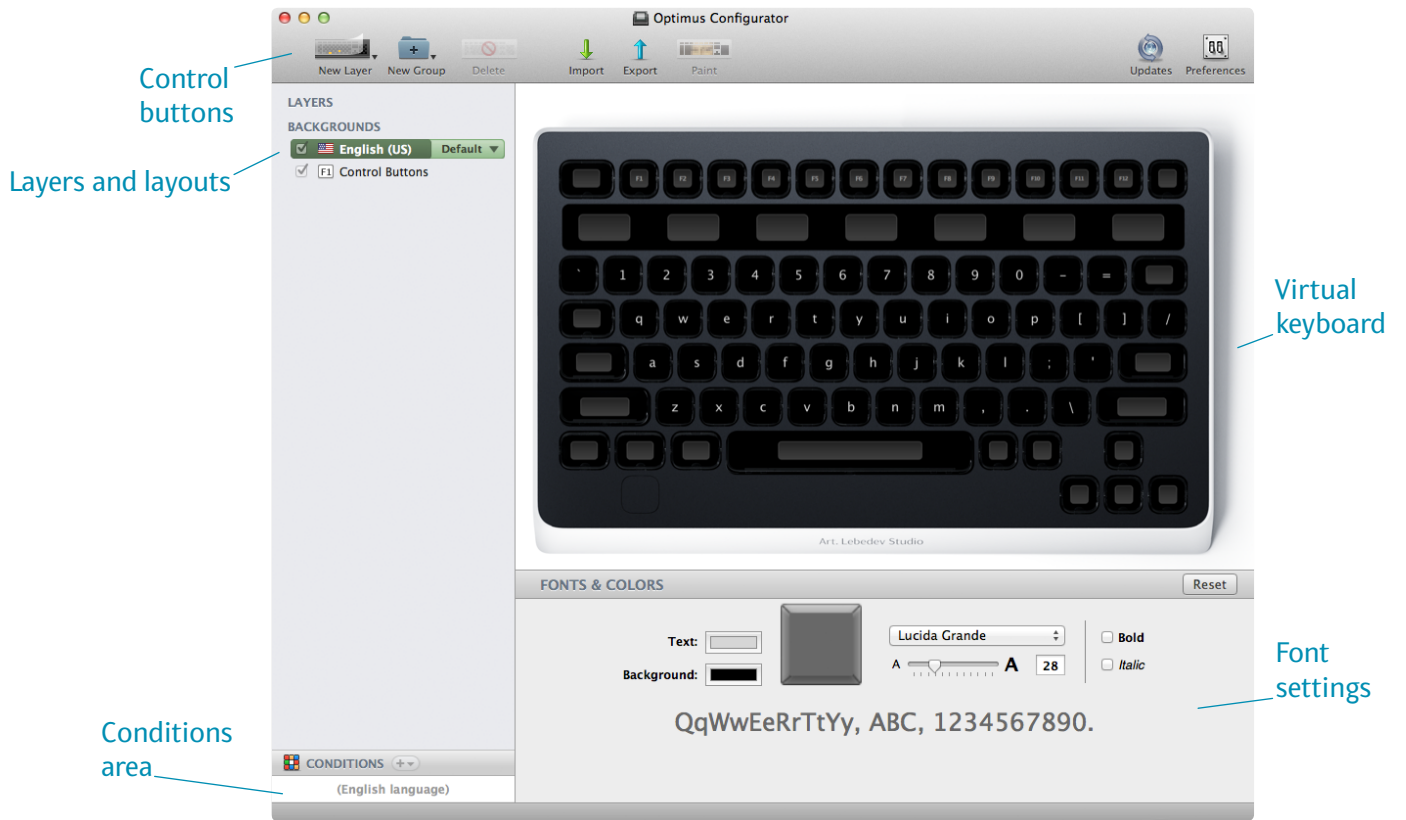 Optimus Configurator
New Layer New Group Delete Import Export Paint Updates Preferences
Control
buttons
LAYERS
BACKGROUNDS
English (US) Default
F1 Control Buttons
Layers and layouts
F1 F2 F3 F4 F5 F6 F7 F8 F9 F10 F11 F12
` 1 2 3 4 5 6 7 8 9 0 - =
q w e r t y u i o p [ ] /
a s d f g h j k l ; '
z x c v b n m , . \
Art. Lebedev Studio
Virtual
keyboard
FONTS & COLORS Reset
Text: Lucida Grande Bold
Background: A A 28 Italic
QqWwEeRrTtYy, ABC, 1234567890.
Font
settings
Conditions
area
CONDITIONS +
(English language)